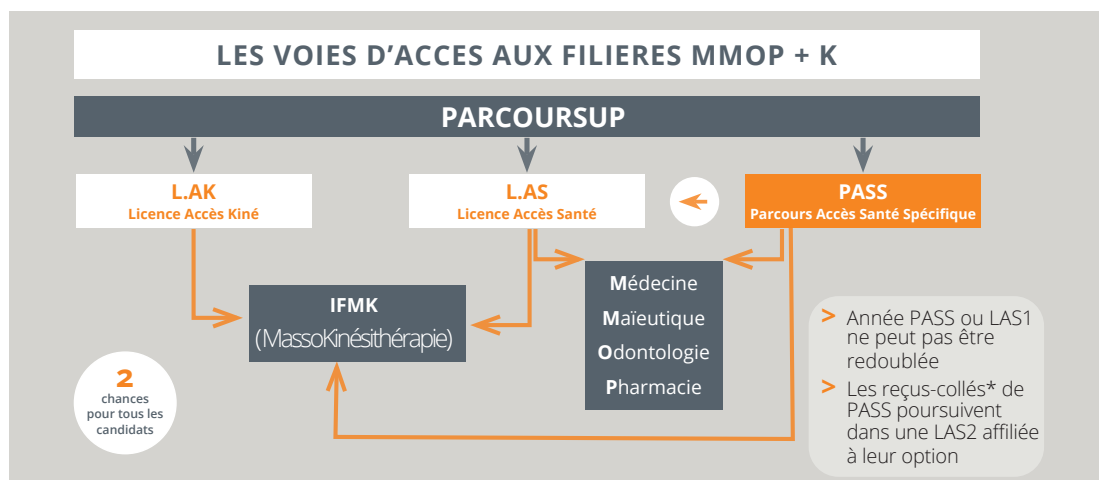 LES VOIES D’ACCES AUX FILIERES MMOP + K
PARCOURSUP
L.AK
Licence Accès Kiné
L.AS
Licence Accès Santé
PASS
Parcours Accès Santé Spécifique
IFMK
(MassoKinésithérapie)
Médecine
Maïeutique
Odontologie
Pharmacie
2
chances
pour tous les
candidats
> Année PASS ou LAS1
ne peut pas être
redoublée
> Les reçus-collés* de
PASS poursuivent
dans une LAS2 affiliée
à leur option